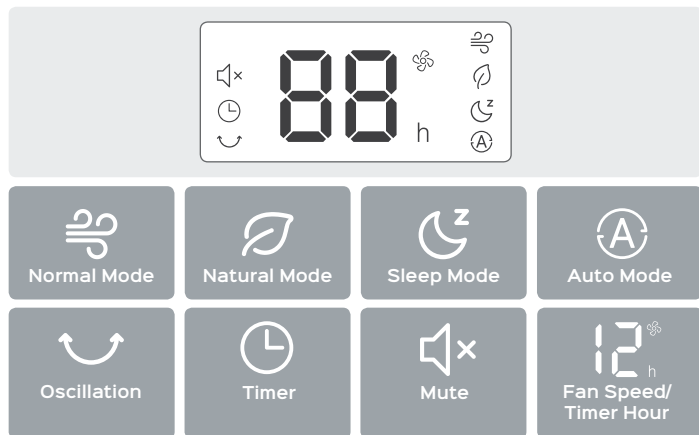 88
h
z
A
Normal Mode
Natural Mode
z
Sleep Mode
A
Auto Mode
Oscillation
Timer
Mute
12
h
Fan Speed/
Timer Hour